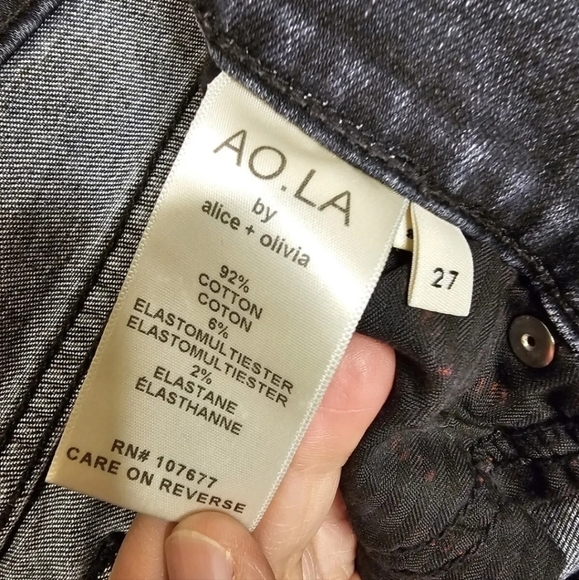 AO.LA
by
alice + olivia
92%
COTTON
COTON
6%
ELASTOMULTIESTER
ELASTOMULTIESTER
2%
ELASTANE
ÉLASTHANNE
RN# 107677
CARE ON REVERSE
27